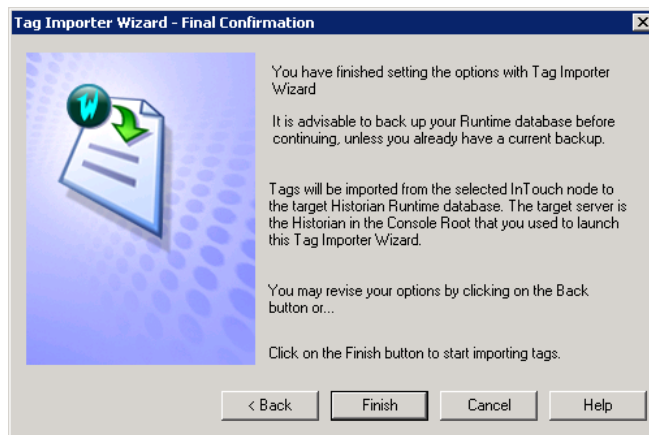 Tag Importer Wizard - Final Confirmation
You have finished setting the options with Tag Importer
Wizard
It is advisable to back up your Runtime database before
continuing, unless you already have a current backup.
Tags will be imported from the selected InTouch node to
the target Historian Runtime database. The target server is
the Historian in the Console Root that you used to launch
this Tag Importer Wizard.
You may revise your options by clicking on the Back
button or...
Click on the Finish button to start importing tags.
< Back Finish Cancel Help